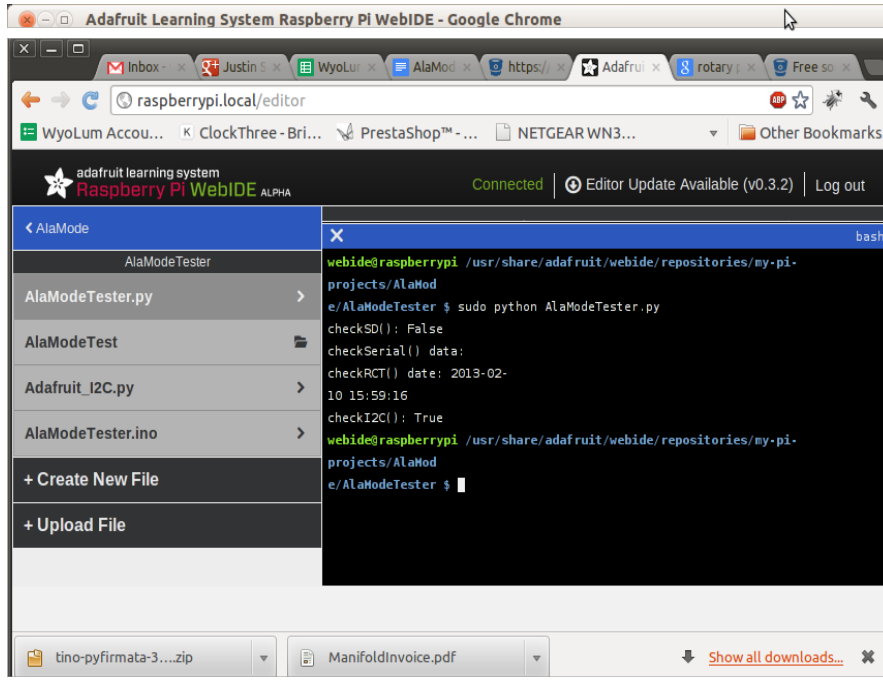 Adafruit Learning System Raspberry Pi WebIDE - Google Chrome
Inbox - Justin S WyoLur AlaMod https:/ Adafrui rotary p Free so
raspberrypi.local/editor ABP
WyoLum Accou... K ClockThree - Bri... PrestaShop™ - ... NETGEAR WN3... Other Bookmarks
adafruit learning system
Raspberry Pi WebIDE ALPHA
Connected Editor Update Available (v0.3.2) Log out
AlaMode
bash
AlaModeTester
AlaModeTester.py
AlaModeTest
Adafruit_I2C.py
AlaModeTester.ino
+ Create New File
+ Upload File
webide@raspberrypi /usr/share/adafruit/webide/repositories/my-pi-
projects/AlaMod
e/AlaModeTester $ sudo python AlaModeTester.py
checkSD(): False
checkSerial() data:
checkRCT() date: 2013-02-
10 15:59:16
checkI2C(): True
webide@raspberrypi /usr/share/adafruit/webide/repositories/my-pi-
projects/AlaMod
e/AlaModeTester $
tino-pyfirmata-3....zip ManifoldInvoice.pdf Show all downloads...